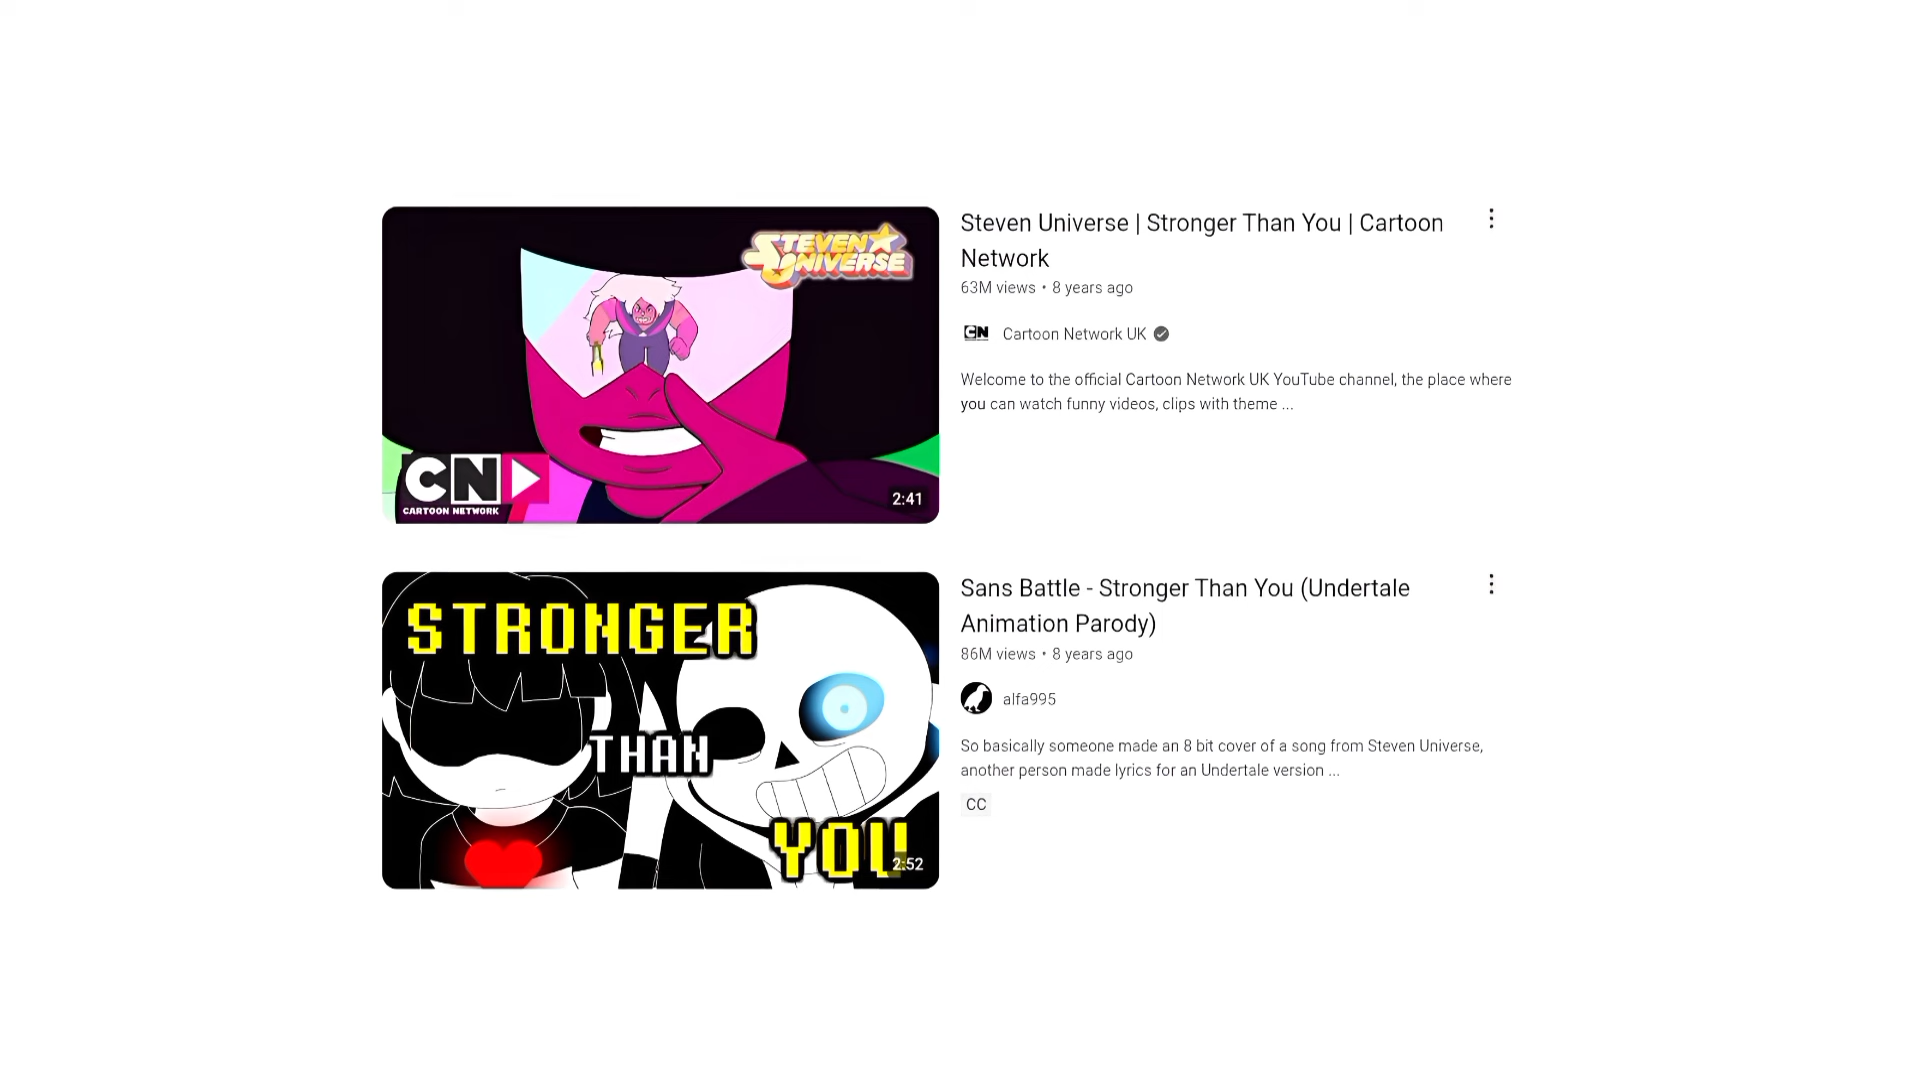 STEVEN
UNIVERSE
CN
CARTOON NETWORK
2:41
Steven Universe | Stronger Than You | Cartoon
Network
63M views • 8 years ago
CN Cartoon Network UK
Welcome to the official Cartoon Network UK YouTube channel, the place where
you can watch funny videos, clips with theme ...
STRONGER
THAN
YOU
2:52
Sans Battle - Stronger Than You (Undertale
Animation Parody)
86M views • 8 years ago
alfa995
So basically someone made an 8 bit cover of a song from Steven Universe,
another person made lyrics for an Undertale version ...
CC